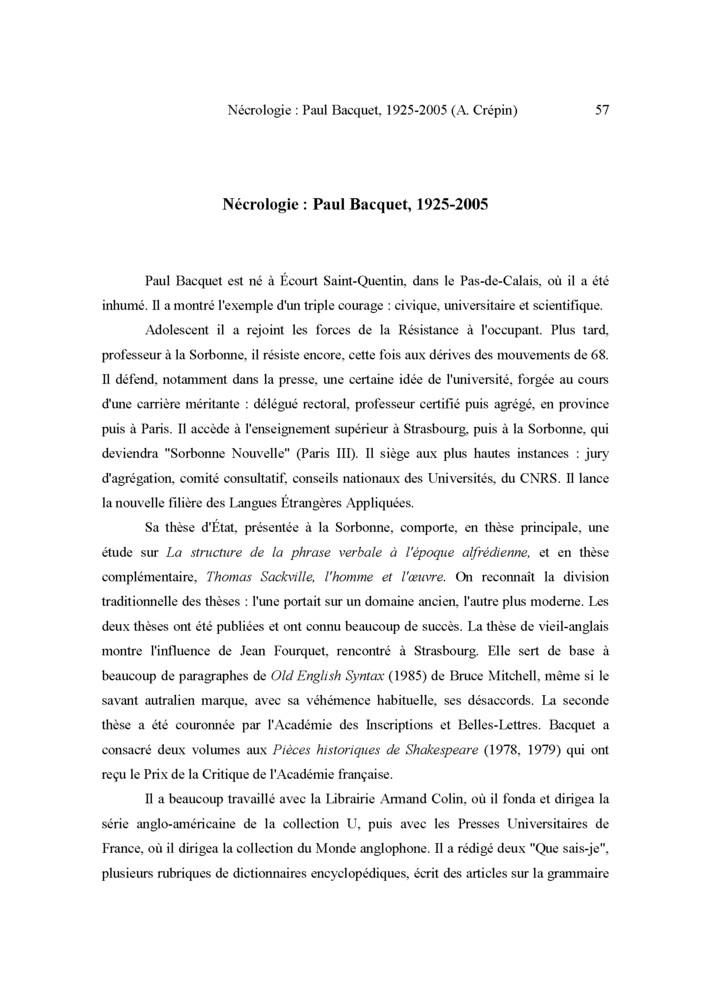 Nécrologie : Paul Bacquet, 1925-2005 (A. Crépin) 57
Nécrologie : Paul Bacquet, 1925-2005
Paul Bacquet est né à Écourt Saint-Quentin, dans le Pas-de-Calais, où il a été
inhumé. Il a montré l'exemple d'un triple courage : civique, universitaire et scientifique.
Adolescent il a rejoint les forces de la Résistance à l'occupant. Plus tard,
professeur à la Sorbonne, il résiste encore, cette fois aux dérives des mouvements de 68.
Il défend, notamment dans la presse, une certaine idée de l'université, forgée au cours
d'une carrière méritante : délégué rectoral, professeur certifié puis agrégé, en province
puis à Paris. Il accède à l'enseignement supérieur à Strasbourg, puis à la Sorbonne, qui
deviendra "Sorbonne Nouvelle" (Paris III). Il siège aux plus hautes instances : jury
d'agrégation, comité consultatif, conseils nationaux des Universités, du CNRS. Il lance
la nouvelle filière des Langues Étrangères Appliquées.
Sa thèse d'État, présentée à la Sorbonne, comporte, en thèse principale, une
étude sur La structure de la phrase verbale à l'époque alfrédienne, et en thèse
complémentaire, Thomas Sackville, l'homme et l'œuvre. On reconnaît la division
traditionnelle des thèses : l'une portait sur un domaine ancien, l'autre plus moderne. Les
deux thèses ont été publiées et ont connu beaucoup de succès. La thèse de vieil-anglais
montre l'influence de Jean Fourquet, rencontré à Strasbourg. Elle sert de base à
beaucoup de paragraphes de Old English Syntax (1985) de Bruce Mitchell, même si le
savant autralien marque, avec sa véhémence habituelle, ses désaccords. La seconde
thèse a été couronnée par l'Académie des Inscriptions et Belles-Lettres. Bacquet a
consacré deux volumes aux Pièces historiques de Shakespeare (1978, 1979) qui ont
reçu le Prix de la Critique de l'Académie française.
Il a beaucoup travaillé avec la Librairie Armand Colin, où il fonda et dirigea la
série anglo-américaine de la collection U, puis avec les Presses Universitaires de
France, où il dirigea la collection du Monde anglophone. Il a rédigé deux "Que sais-je",
plusieurs rubriques de dictionnaires encyclopédiques, écrit des articles sur la grammaire